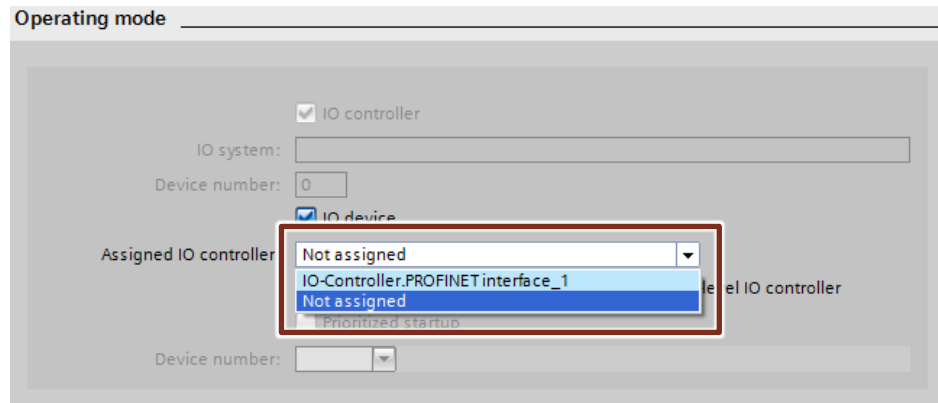 Operating mode
IO controller
IO system:
Device number: 0
IO device
Assigned IO controller Not assigned
IO-Controller.PROFINET interface_1
IO controller
Not assigned
Prioritized startup
Device number: